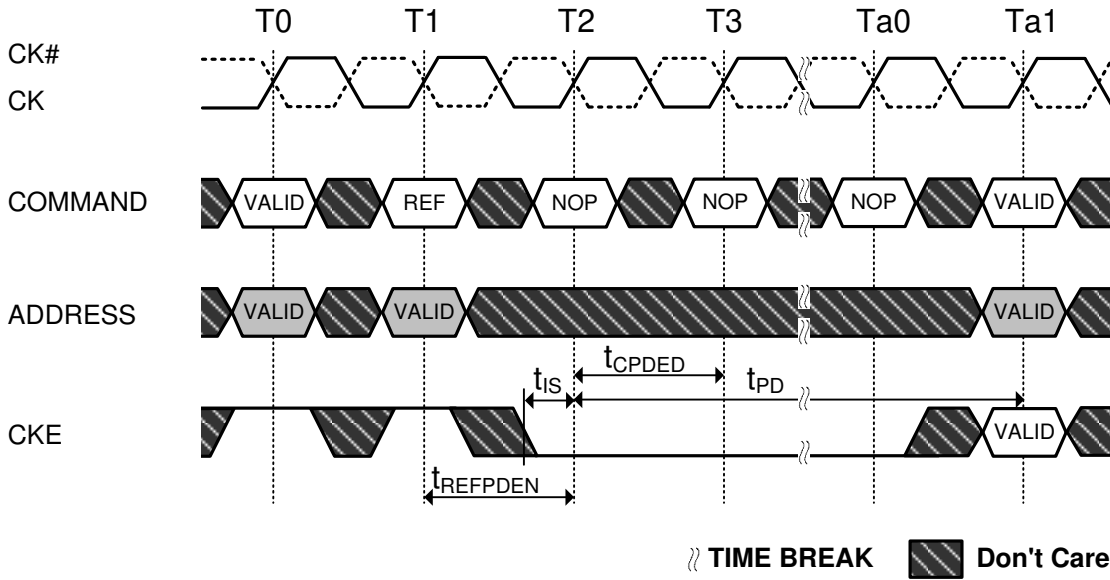 T0 T1 T2 T3 Ta0 Ta1
CK#
CK
COMMAND VALID REF NOP NOP NOP VALID
ADDRESS VALID VALID VALID
tIS tCPDED tPD
CKE VALID
tREFPDEN
TIME BREAK Don't Care